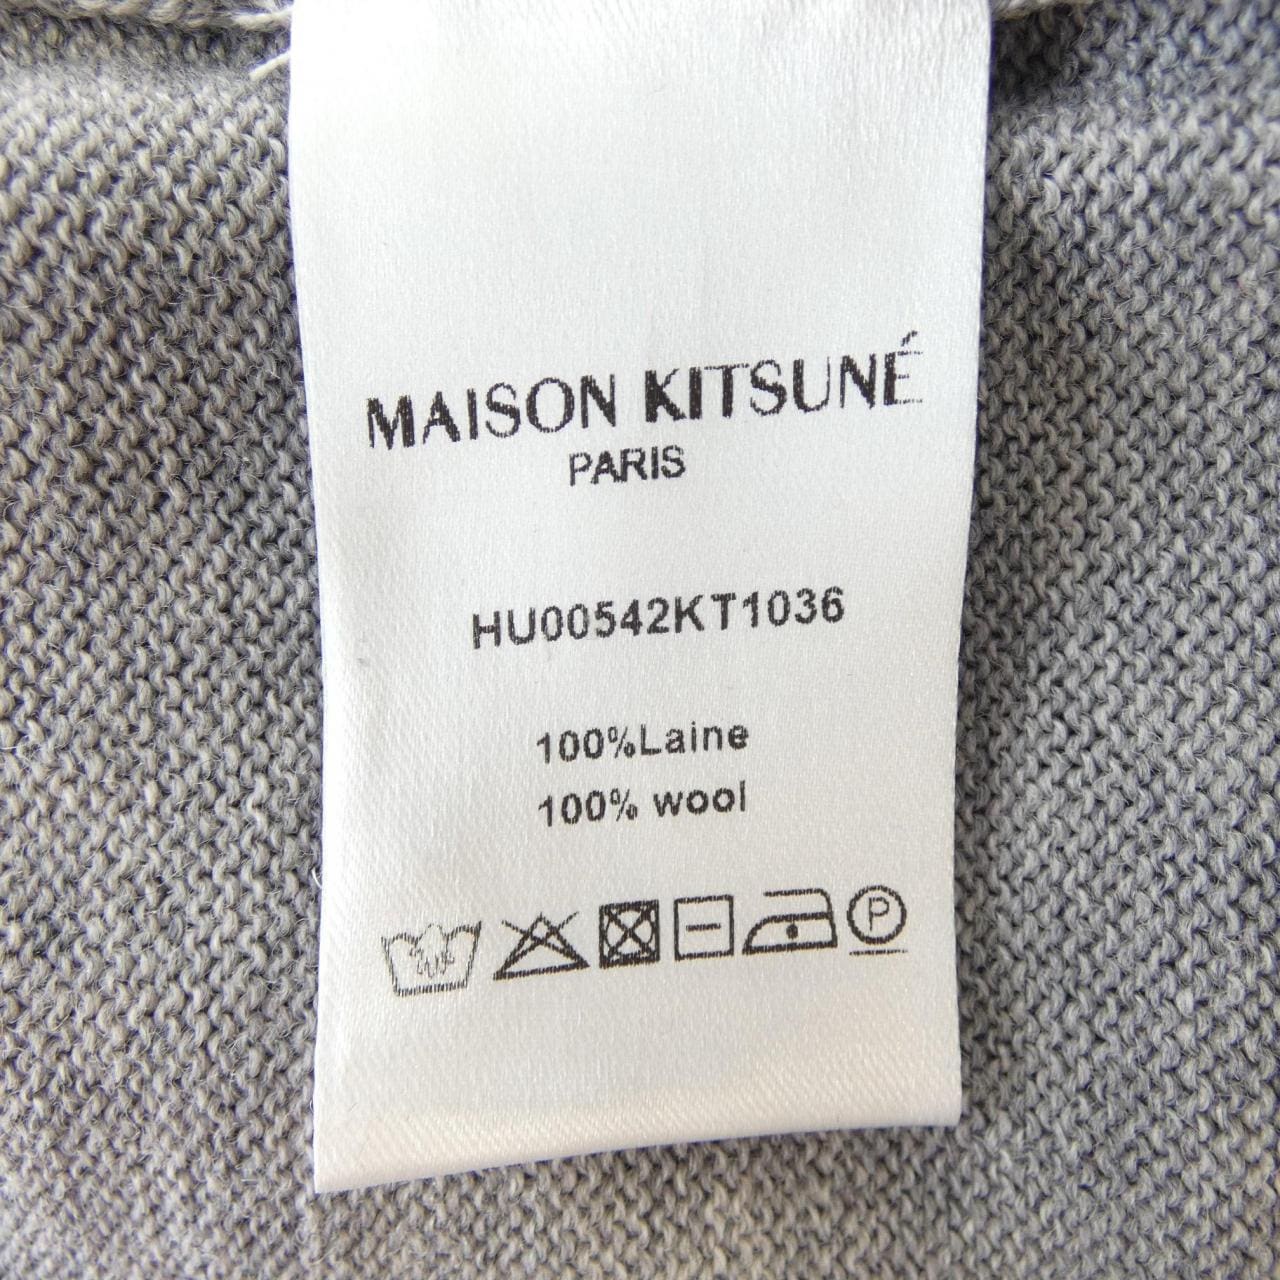 MAISON KITSUNÉ
PARIS
HU00542KT1036
100%Laine
100% wool
P